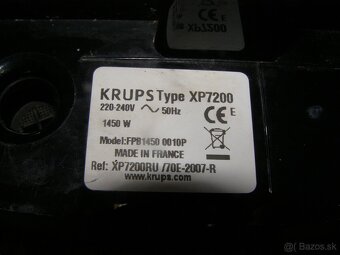 XP7200
CE
KRUPS Type XP7200
220-240V ~ 50Hz
CE
1450 W
Model:FPB1450 0010P
MADE IN FRANCE
Ref: XP7200RU /70E-2007-R
www.krups.com
© bazos.sk